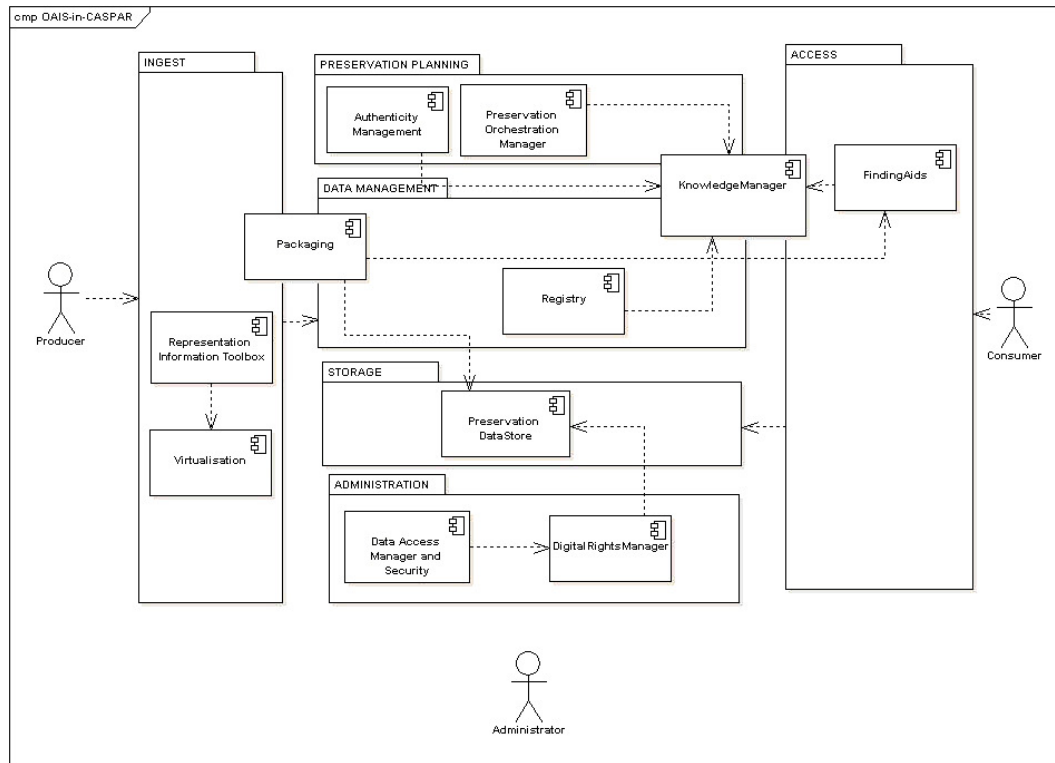 cmp OAIS-in-CASPAR
INGEST
PRESERVATION PLANNING
ACCESS
Authenticity
Management
Preservation
Orchestration
Manager
KnowledgeManager
FindingAids
DATA MANAGEMENT
Packaging
Registry
Producer
Representation
Information Toolbox
Consumer
STORAGE
Preservation
DataStore
Virtualisation
ADMINISTRATION
Data Access
Manager and
Security
DigitalRightsManager
Administrator